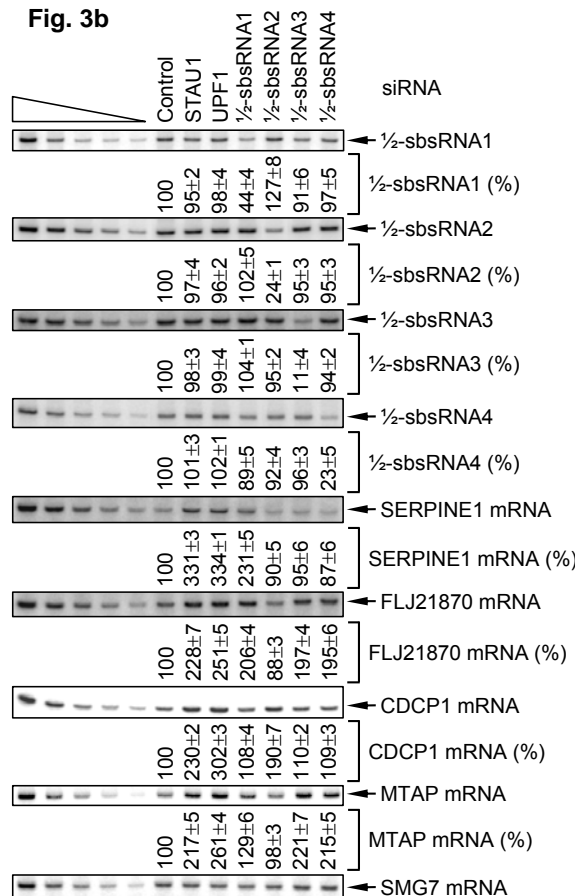 Fig. 3b
Control
STAU1
UPF1
½-sbsRNA1
½-sbsRNA2
½-sbsRNA3
½-sbsRNA4
siRNA
½-sbsRNA1
100 95±2 98±4 44±4 127±8 91±6 97±5 ½-sbsRNA1 (%)
½-sbsRNA2
100 97±4 96±2 102±5 24±1 95±3 95±3 ½-sbsRNA2 (%)
½-sbsRNA3
100 98±3 99±4 104±1 95±2 11±4 94±2 ½-sbsRNA3 (%)
½-sbsRNA4
100 101±3 102±1 89±5 92±4 96±3 23±5 ½-sbsRNA4 (%)
SERPINE1 mRNA
100 331±3 334±1 231±5 90±5 95±6 87±6 SERPINE1 mRNA (%)
FLJ21870 mRNA
100 228±7 251±5 206±4 88±3 197±4 195±6 FLJ21870 mRNA (%)
CDCP1 mRNA
100 230±2 302±3 108±4 190±7 110±2 109±3 CDCP1 mRNA (%)
MTAP mRNA
100 217±5 261±4 129±6 98±3 221±7 215±5 MTAP mRNA (%)
SMG7 mRNA